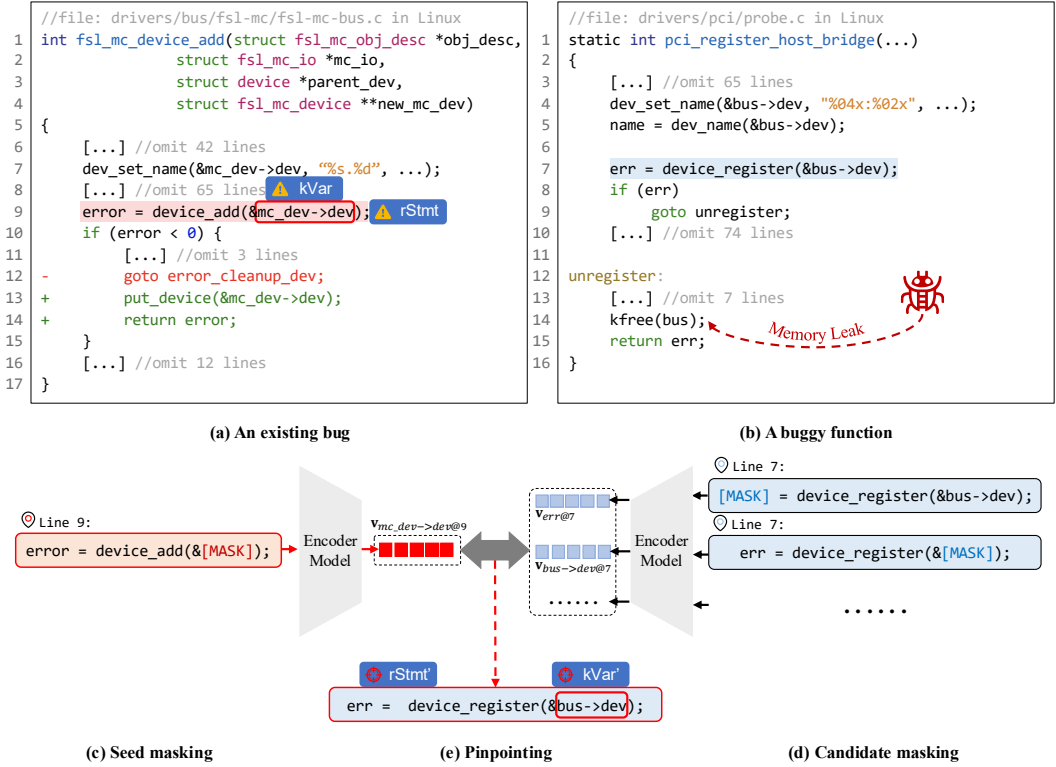 //file: drivers/bus/fsl-mc/fsl-mc-bus.c in Linux
1 int fsl_mc_device_add(struct fsl_mc_obj_desc *obj_desc,
2 struct fsl_mc_io *mc_io,
3 struct device *parent_dev,
4 struct fsl_mc_device **new_mc_dev)
5 {
6 [...] //omit 42 lines
7 dev_set_name(&mc_dev->dev, “%s.%d”, ...);
8 [...] //omit 65 lines
kVar
9 error = device_add(&mc_dev->dev);
rStmt
10 if (error < 0) {
11 [...] //omit 3 lines
12 - goto error_cleanup_dev;
13 + put_device(&mc_dev->dev);
14 + return error;
15 }
16 [...] //omit 12 lines
17 }
(a) An existing bug
//file: drivers/pci/probe.c in Linux
1 static int pci_register_host_bridge(...)
2 {
3 [...] //omit 65 lines
4 dev_set_name(&bus->dev, "%04x:%02x", ...);
5 name = dev_name(&bus->dev);
6
7 err = device_register(&bus->dev);
8 if (err)
9 goto unregister;
10 [...] //omit 74 lines
11
12 unregister:
13 [...] //omit 7 lines
14 kfree(bus);
Memory Leak
15 return err;
16 }
(b) A buggy function
Line 9:
error = device_add(&[MASK]);
Encoder
Model
v mc_dev->dev@9
v err@7
v bus->dev@7
......
Encoder
Model
Line 7:
[MASK] = device_register(&bus->dev);
Line 7:
err = device_register(&[MASK]);
......
rStmt’
kVar’
err = device_register(&bus->dev);
(c) Seed masking
(e) Pinpointing
(d) Candidate masking